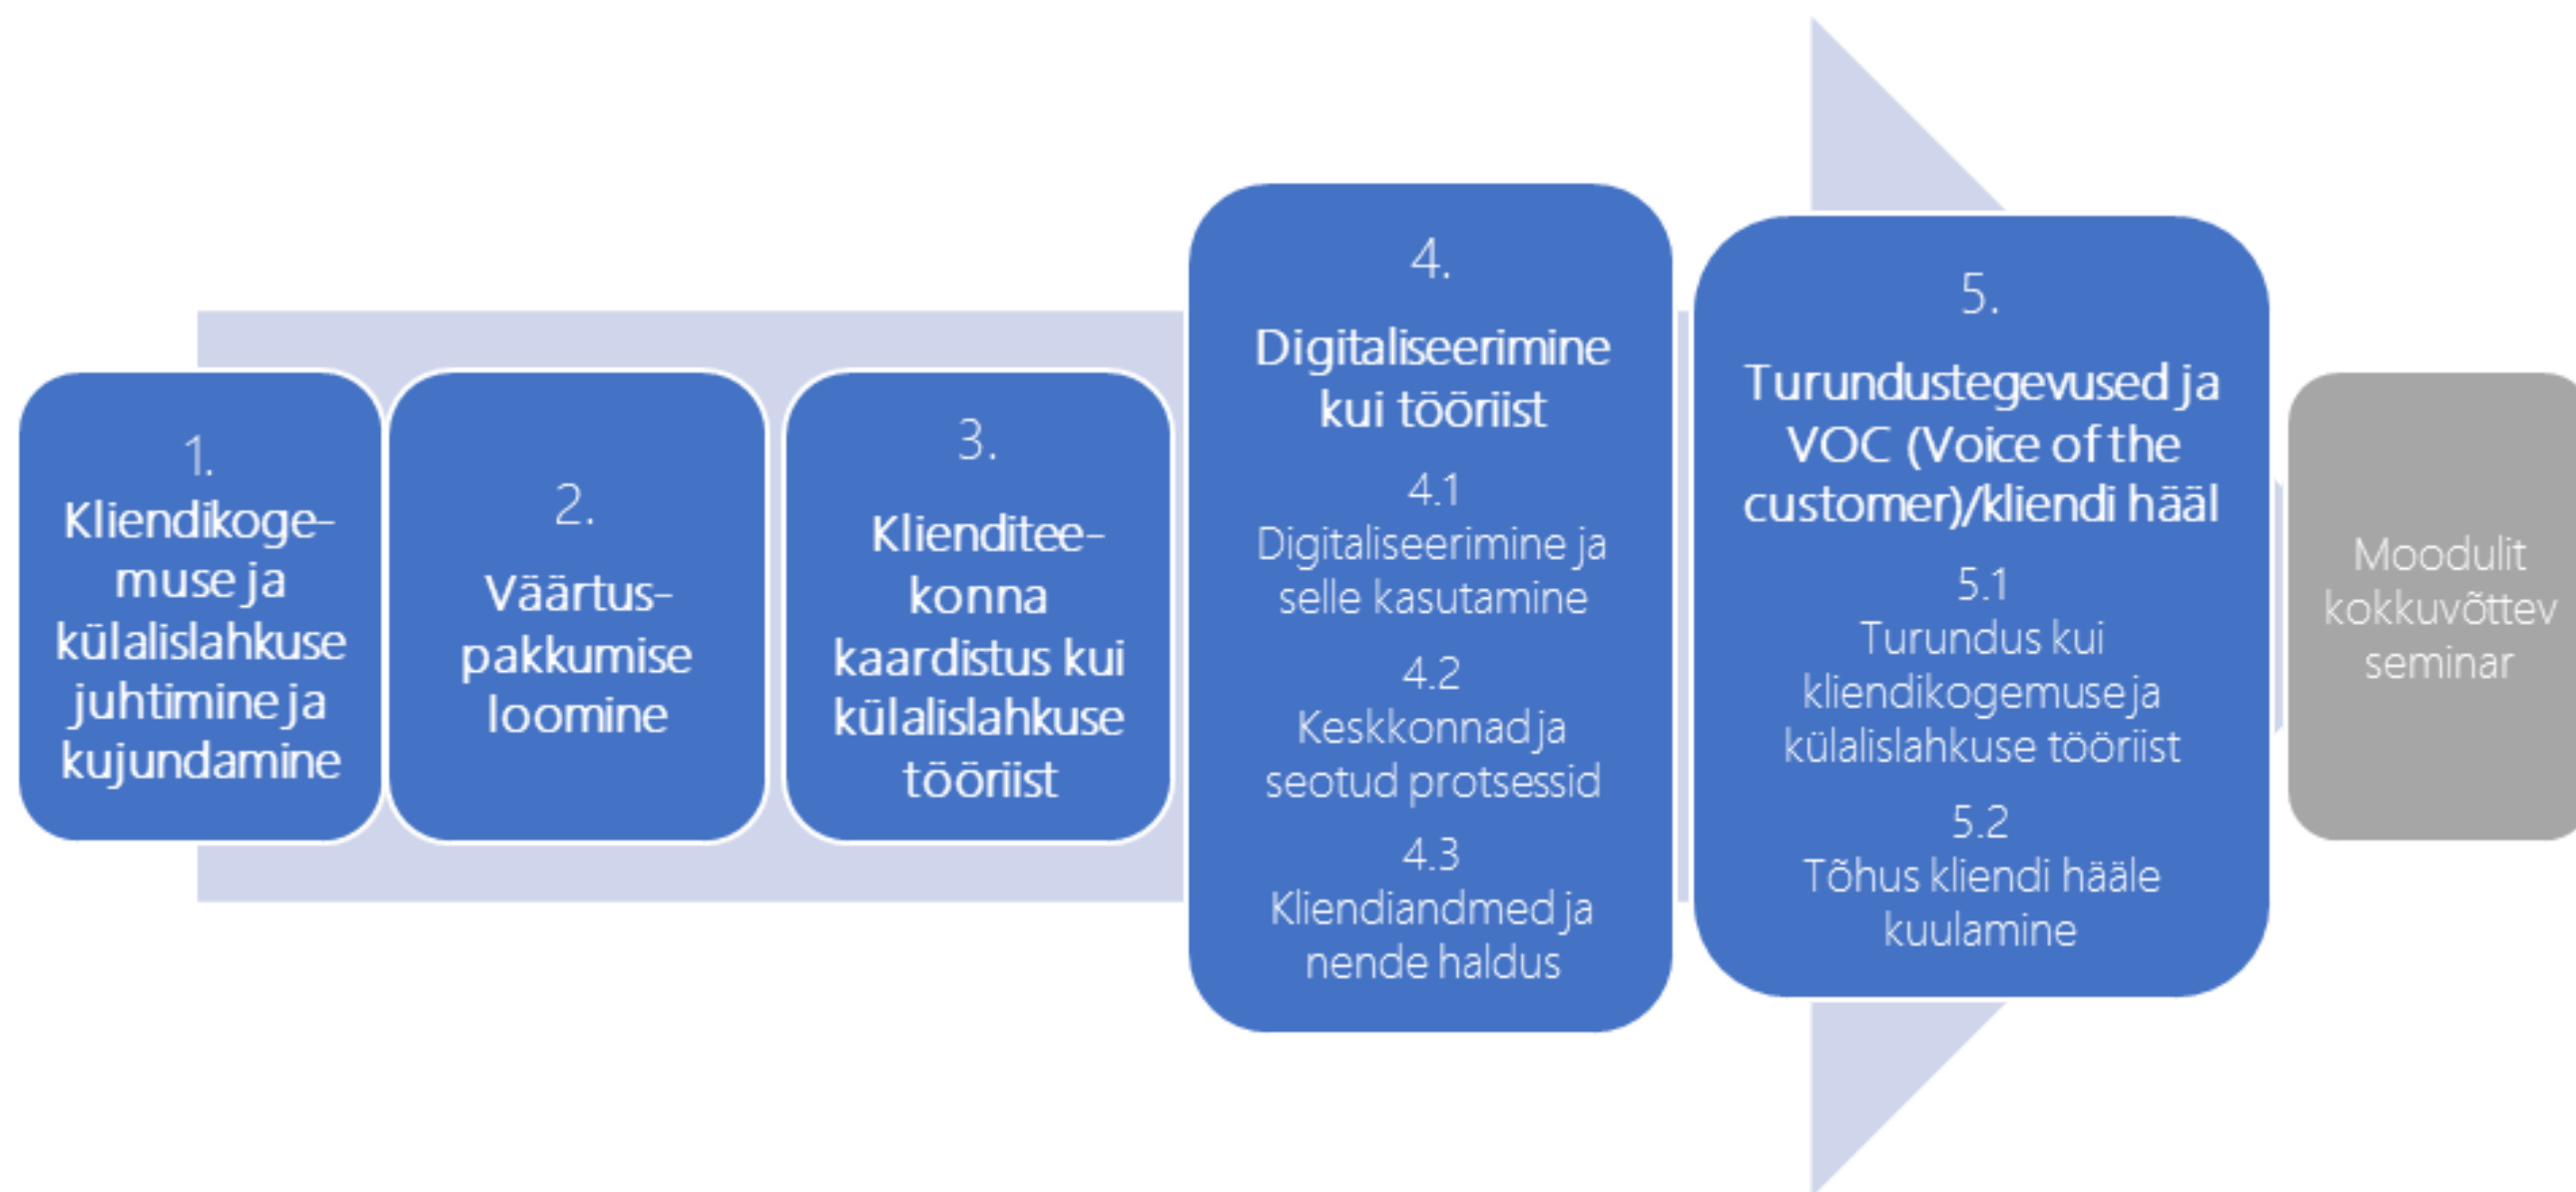 1.
Kliendikoge-
muse ja
külalislahkuse
juhtimine ja
kujundamine
2.
Väärtus-
pakkumise
loomine
3.
Klienditee-
konna
kaardistus kui
külalislahkuse
tööriist
4.
Digitaliseerimine
kui tööriist
4.1
Digitaliseerimine ja
selle kasutamine
4.2
Keskkonnad ja
seotud protsessid
4.3
Kliendiandmed ja
nende haldus
5.
Turundustegevused ja
VOC (Voice of the
customer)/kliendi hääl
5.1
Turundus kui
kliendikogemuse ja
külalislahkuse tööriist
5.2
Tõhus kliendi hääle
kuulamine
Moodulit
kokkuvõttev
seminar